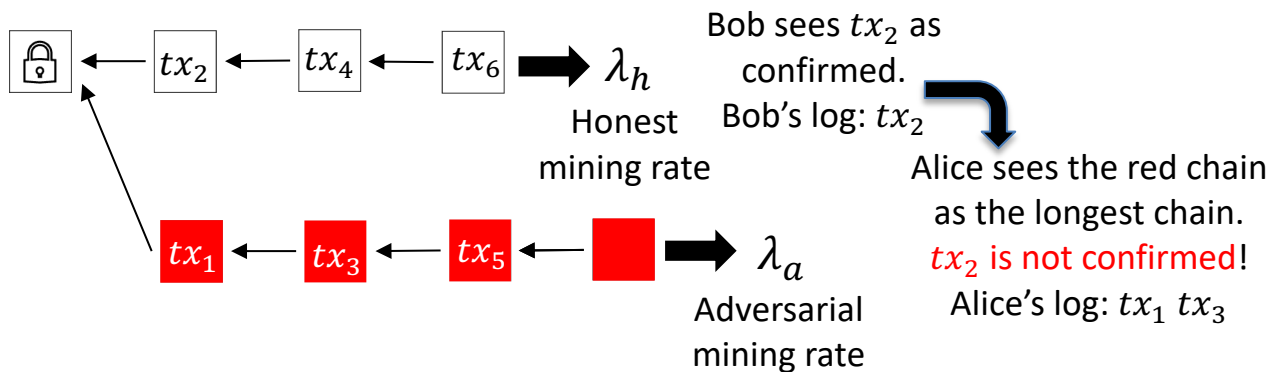 tx₂
tx₄
tx₆
λₕ
Honest
mining rate
Bob sees tx₂ as
confirmed.
Bob’s log: tx₂
Alice sees the red chain
as the longest chain.
tx₂ is not confirmed!
Alice’s log: tx₁ tx₃
tx₁
tx₃
tx₅
λₐ
Adversarial
mining rate